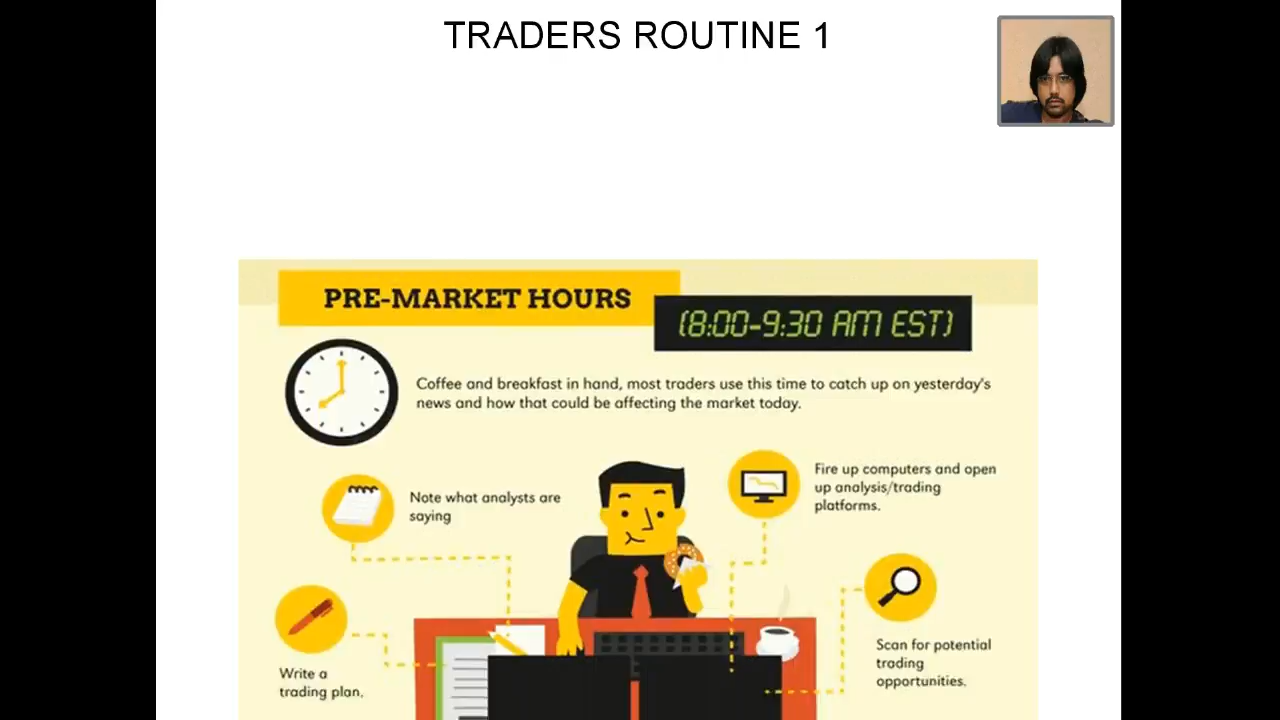 TRADERS ROUTINE 1
PRE-MARKET HOURS
(8:00-9:30 AM EST)
Coffee and breakfast in hand, most traders use this time to catch up on yesterday's
news and how that could be affecting the market today.
Note what analysts are
saying
Fire up computers and open
up analysis/trading
platforms.
Write a
trading plan.
Scan for potential
trading
opportunities.